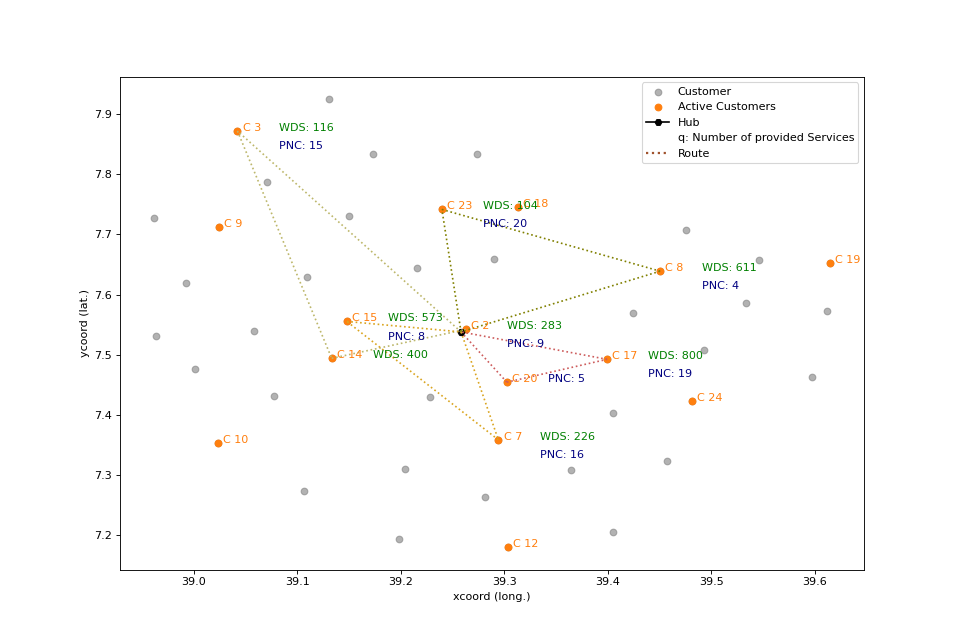 Customer
Active Customers
Hub
q: Number of provided Services
Route
7.9
7.8
7.7
7.6
7.5
7.4
7.3
7.2
ycoord (lat.)
C 3 WDS: 116
PNC: 15
C 23 WDS: 104
PNC: 20
C 18
C 9
C 8 WDS: 611
PNC: 4
C 19
C 15 WDS: 573
PNC: 8
C 2 WDS: 283
PNC: 9
C 14 WDS: 400
C 17 WDS: 800
PNC: 19
C 20 PNC: 5
C 24
C 7 WDS: 226
PNC: 16
C 10
C 12
39.0 39.1 39.2 39.3 39.4 39.5 39.6
xcoord (long.)